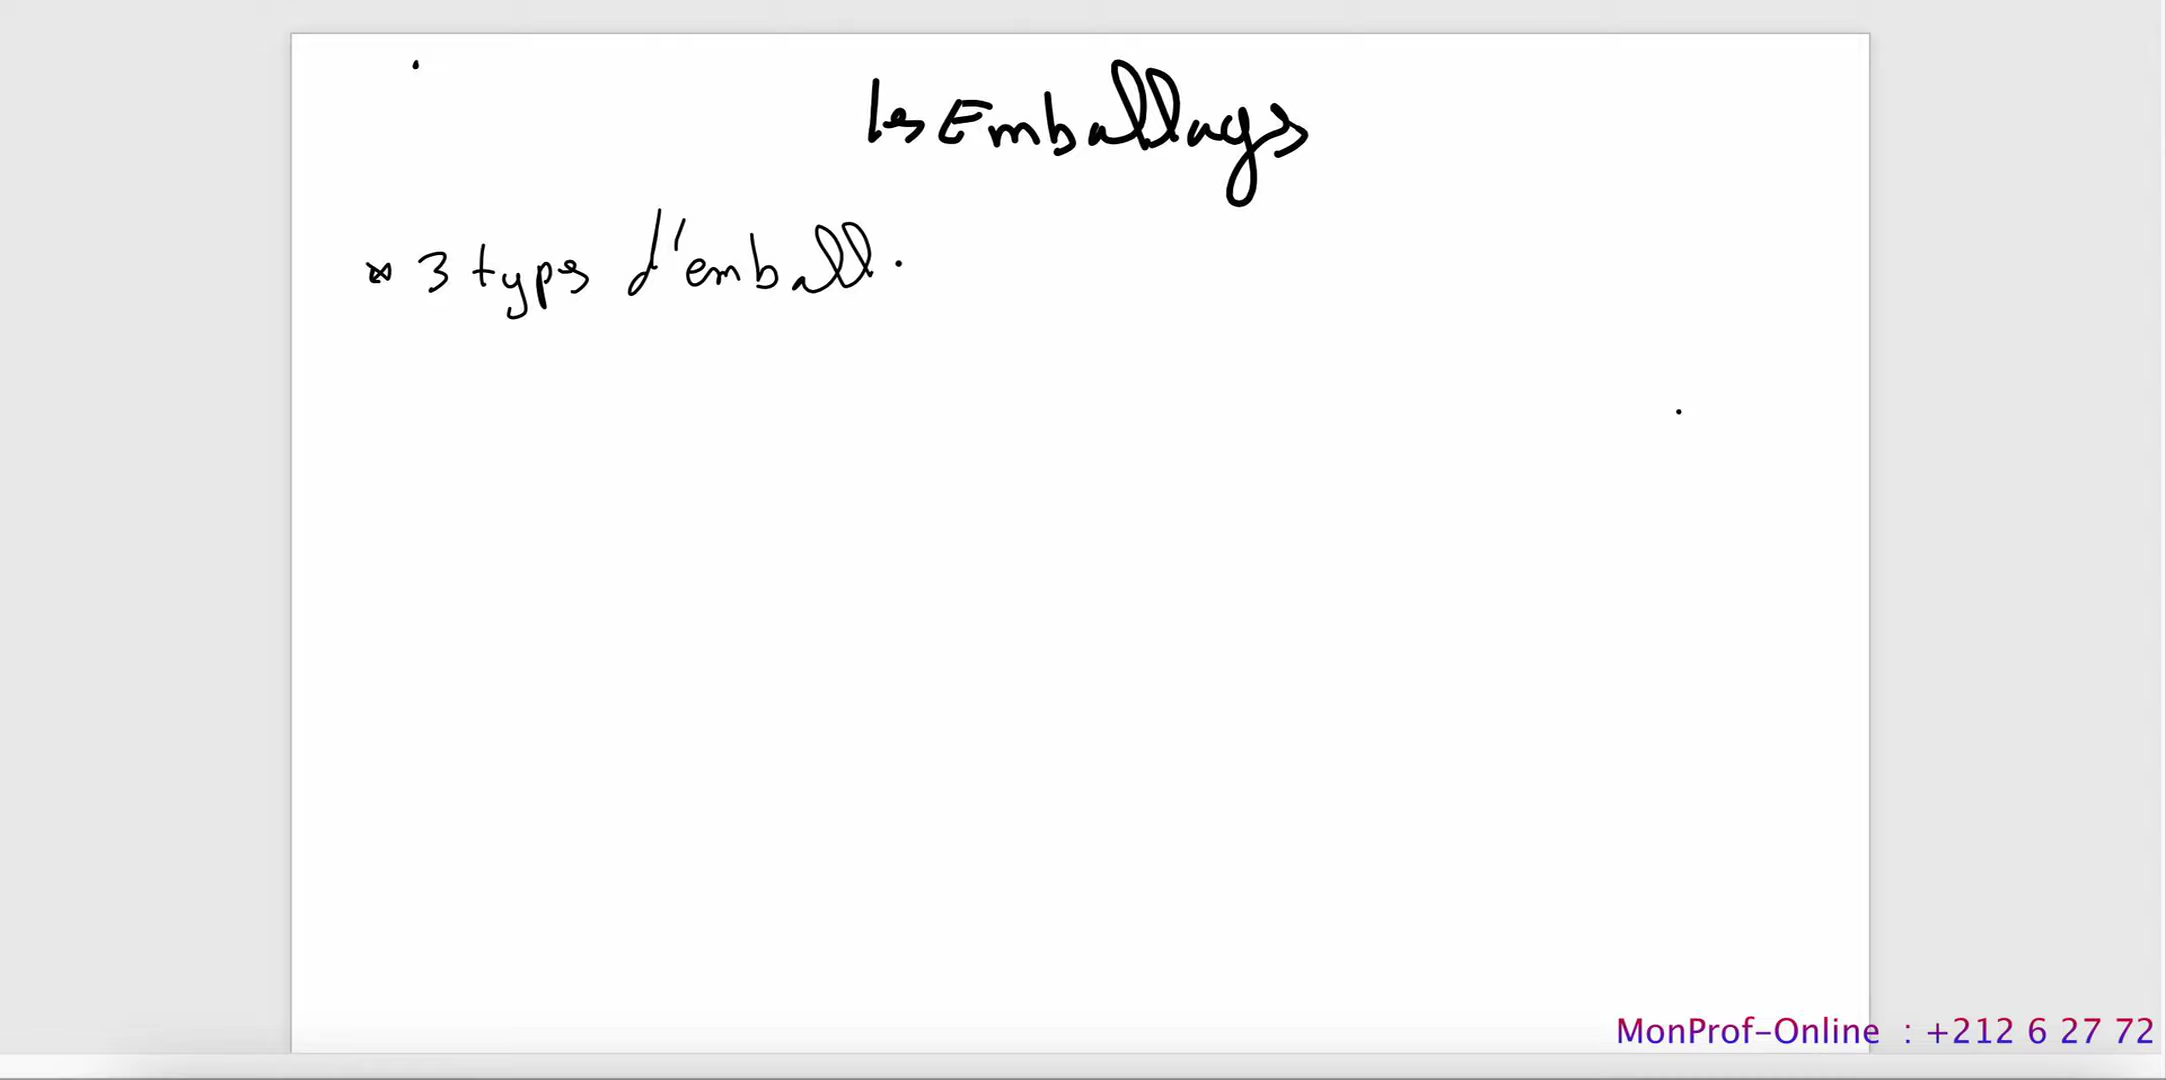 les Emballages
* 3 types d'emball.
MonProf-Online : +212 6 27 72